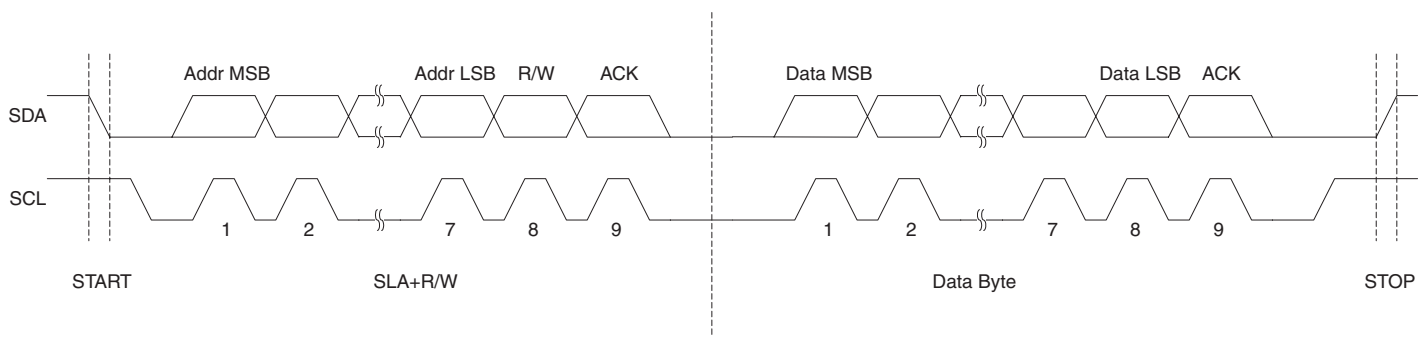 Addr MSB Addr LSB R/W ACK Data MSB Data LSB ACK
SDA
SCL
1 2 7 8 9 1 2 7 8 9
START SLA+R/W Data Byte STOP